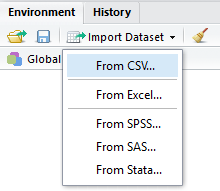 Environment History
Import Dataset
Global
From CSV...
From Excel...
From SPSS...
From SAS...
From Stata...